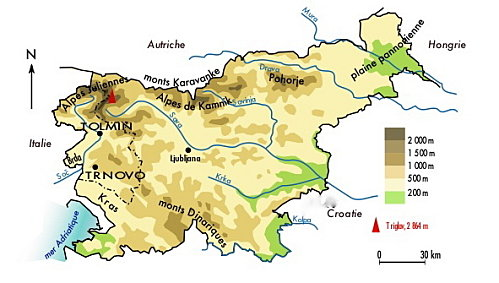 Mura
Autriche
Hongrie
plaine pannonienne
N
monts Karavanke
Drava
Pohorje
Alpes Juliennes
Alpes de Kamnik
Savinja
TOLMIN
Sava
Italie
Brda
Ljubljana
TRNOVO
Soč
Krka
Kras
monts Dinariques
Croatie
Kolpa
mer Adriatique
2 000 m
1 500 m
1 000 m
500 m
200 m
Triglav, 2 864 m
0 30 km